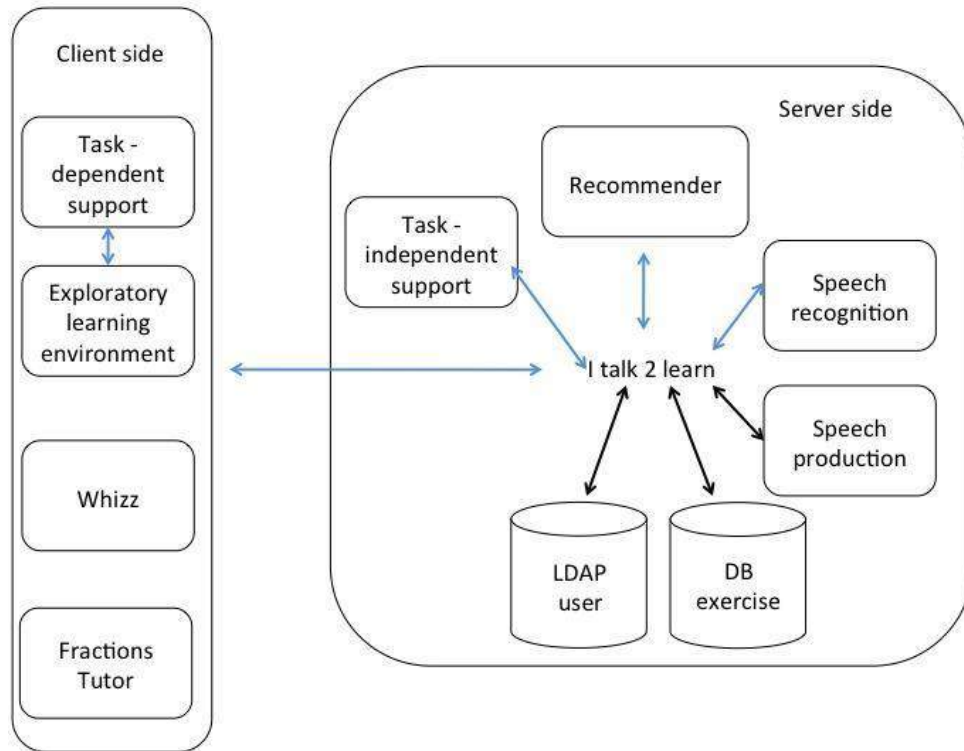 Client side
Task -
dependent
support
Exploratory
learning
environment
Whizz
Fractions
Tutor
Server side
Recommender
Task -
independent
support
Speech
recognition
I talk 2 learn
Speech
production
LDAP
user
DB
exercise